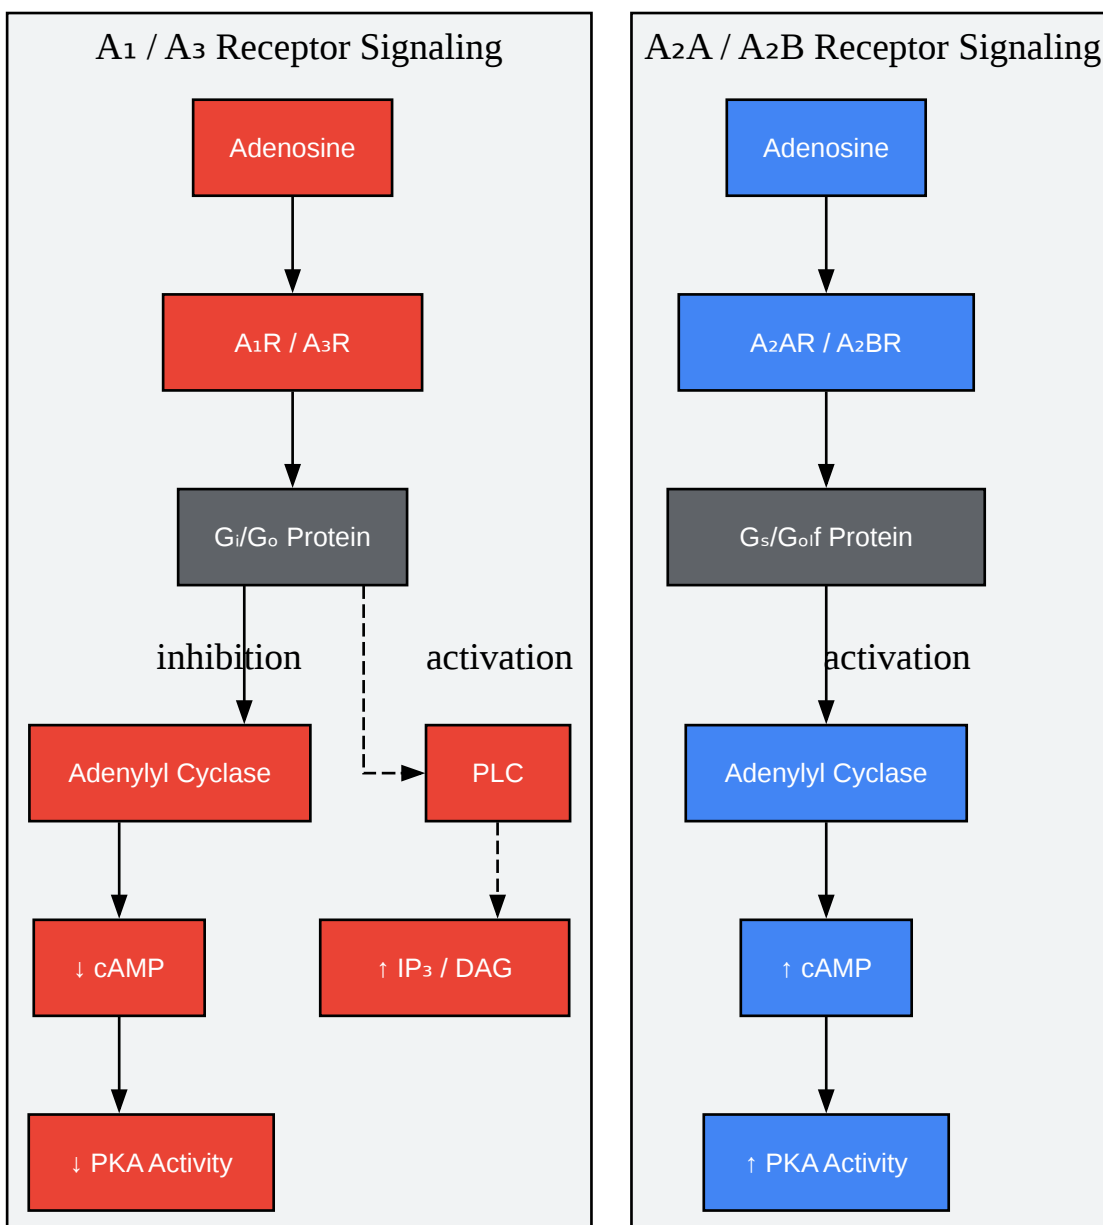 A₁ / A₃ Receptor Signaling
Adenosine
A₁R / A₃R
Gᵢ/Gₒ Protein
inhibition
activation
Adenylyl Cyclase
PLC
↓ cAMP
↑ IP₃ / DAG
↓ PKA Activity
A₂A / A₂B Receptor Signaling
Adenosine
A₂AR / A₂BR
Gₛ/Gₒₗf Protein
activation
Adenylyl Cyclase
↑ cAMP
↑ PKA Activity